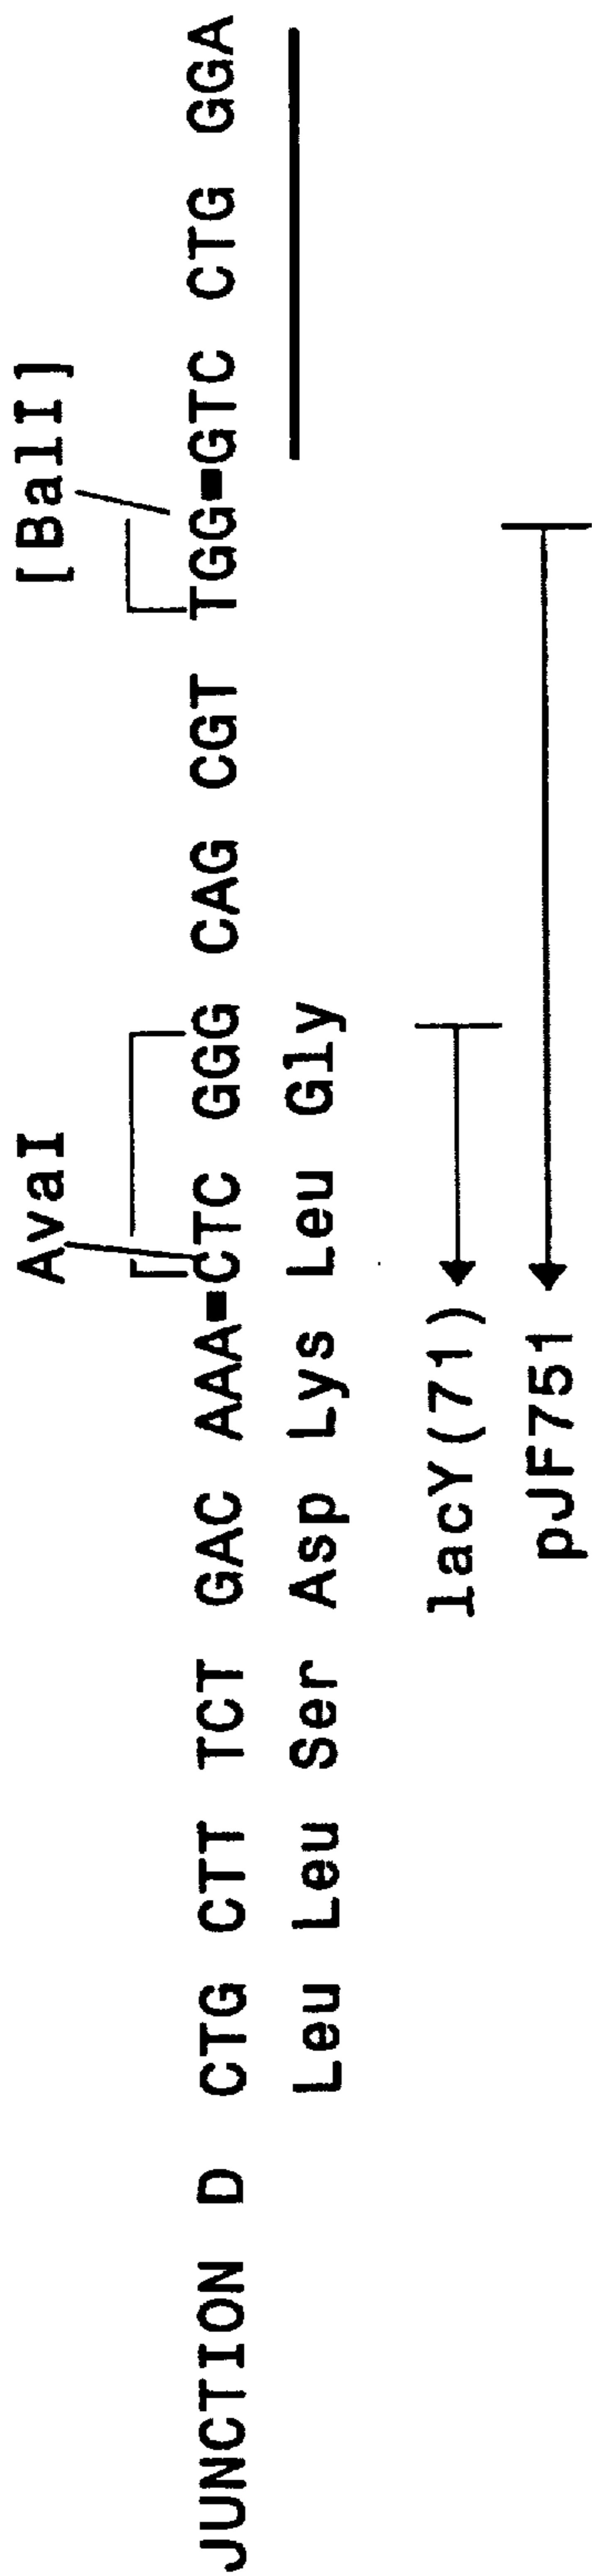 AvaI [BalI]
JUNCTION D CTG CTT TCT GAC AAA=CTC GGG CAG CGT TGG=GTC CTG GGA
Leu Leu Ser Asp Lys Leu Gly
lacY(71)
pJF751